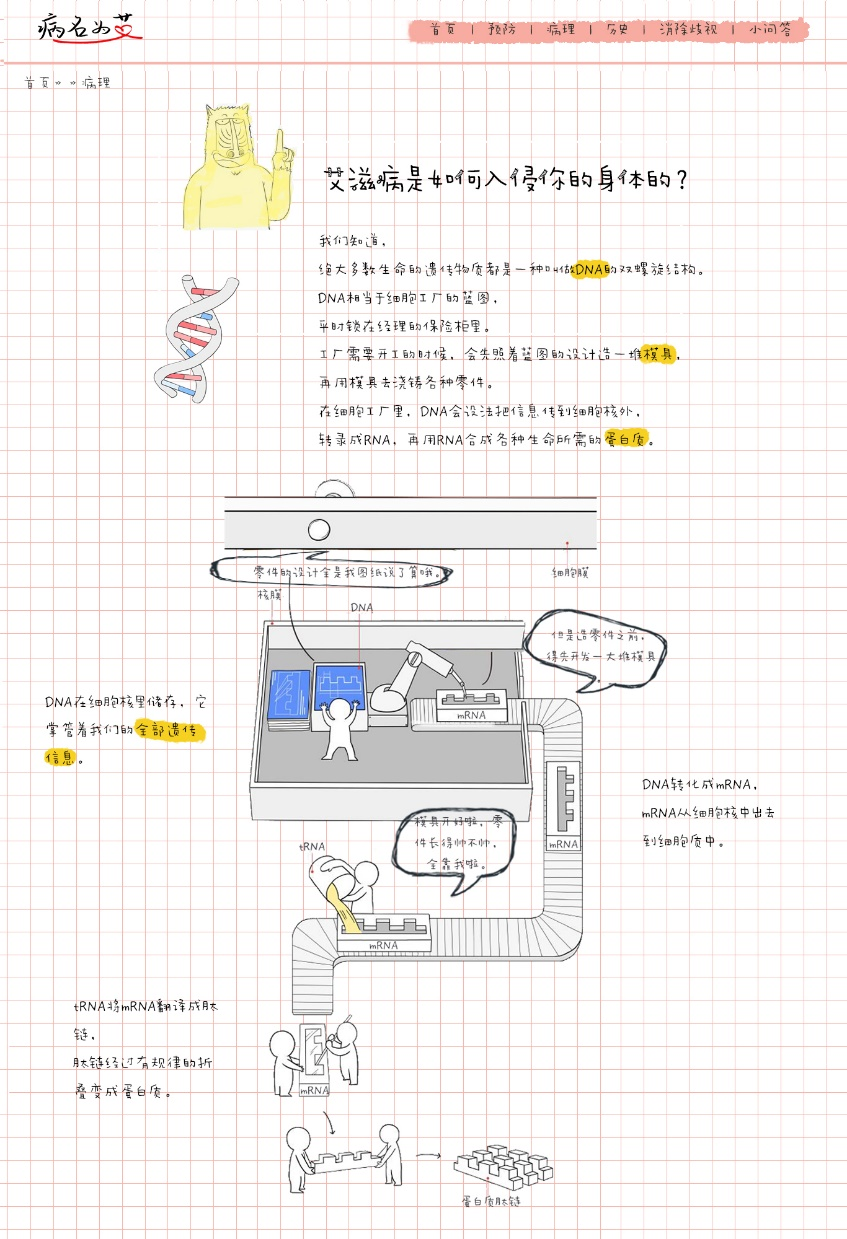 病名为艾
首页 | 预防 | 病理 | 历史 | 消除歧视 | 小问答
首页» » 病理
艾滋病是如何入侵你的身体的？
我们知道，
绝大多数生命的遗传物质都是一种叫做DNA的双螺旋结构。
DNA相当于细胞工厂的蓝图，
平时锁在经理的保险柜里。
工厂需要开工的时候，会先照着蓝图的设计造一堆模具，
再用模具去浇铸各种零件。
在细胞工厂里，DNA会设法把信息传到细胞核外，
转录成RNA，再用RNA合成各种生命所需的蛋白质。
零件的设计全是我图纸说了算哦。
细胞膜
核膜
DNA
但是造零件之前，
得先开发一大堆模具
mRNA
DNA在细胞核里储存，它
掌管着我们的全部遗传
信息。
mRNA
DNA转化成mRNA，
mRNA从细胞核中出去
到细胞质中。
模具开好啦，零
件长得帅不帅，
全靠我啦。
tRNA
mRNA
tRNA将mRNA翻译成肽
链，
肽链经过有规律的折
叠变成蛋白质。
mRNA
蛋白质肽链